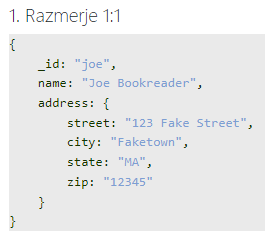 1. Razmerje 1:1
{
    _id: "joe",
    name: "Joe Bookreader",
    address: {
        street: "123 Fake Street",
        city: "Faketown",
        state: "MA",
        zip: "12345"
    }
}